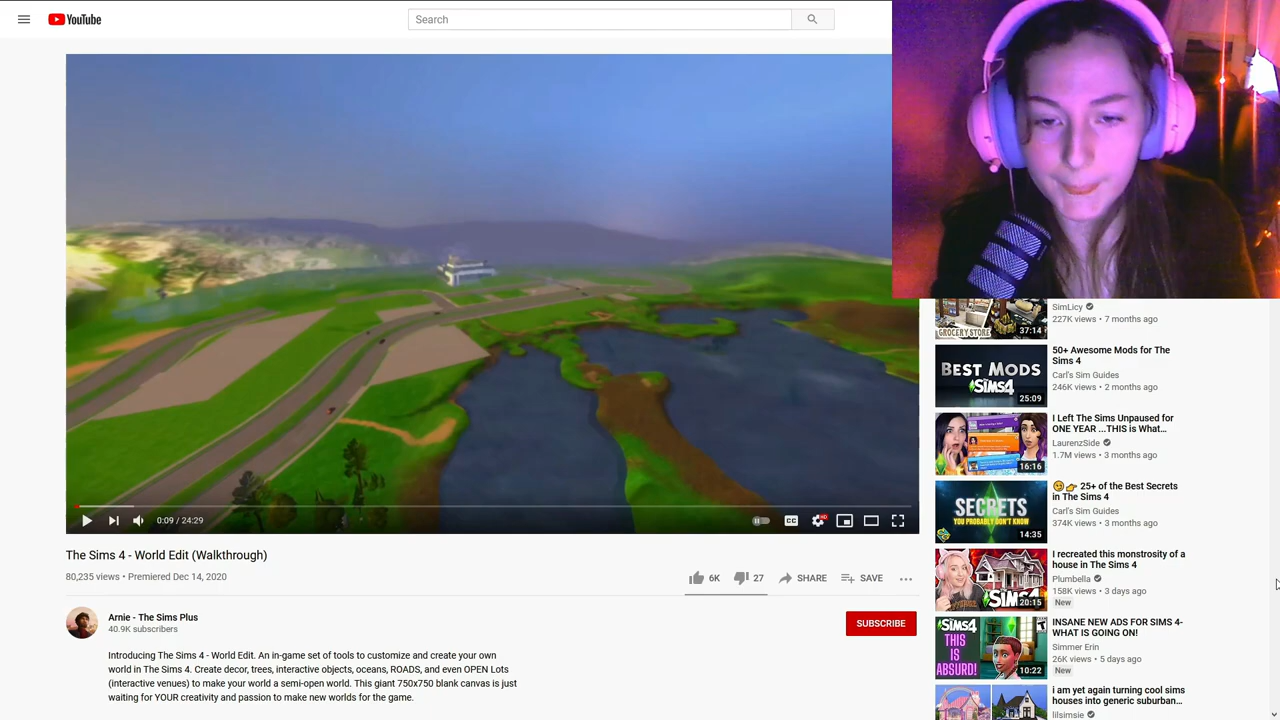 YouTube
Search
0:09 / 24:29
CC
HD
The Sims 4 - World Edit (Walkthrough)
80,235 views • Premiered Dec 14, 2020
6K
27
SHARE
SAVE
Arnie - The Sims Plus
40.9K subscribers
SUBSCRIBE
Introducing The Sims 4 - World Edit. An in-game set of tools to customize and create your own
world in The Sims 4. Create decor, trees, interactive objects, oceans, ROADS, and even OPEN Lots
(interactive venues) to make your world a semi-open world. This giant 750x750 blank canvas is just
waiting for YOUR creativity and passion to make new worlds for the game.
GROCERY STORE
37:14
SimLicy
227K views • 7 months ago
BEST MODS
SIMS4
25:09
50+ Awesome Mods for The
Sims 4
Carl's Sim Guides
246K views • 2 months ago
16:16
I Left The Sims Unpaused for
ONE YEAR ...THIS is What...
LaurenzSide
1.7M views • 3 months ago
SECRETS
YOU PROBABLY DON'T KNOW
14:35
🥺👉 25+ of the Best Secrets
in The Sims 4
Carl's Sim Guides
374K views • 3 months ago
SIMS
20:15
I recreated this monstrosity of a
house in The Sims 4
Plumbella
158K views • 3 days ago
New
SIMS4
THIS
IS
ABSURD!
10:22
INSANE NEW ADS FOR SIMS 4-
WHAT IS GOING ON!
Simmer Erin
26K views • 5 days ago
New
i am yet again turning cool sims
houses into generic suburban...
lilsimsie